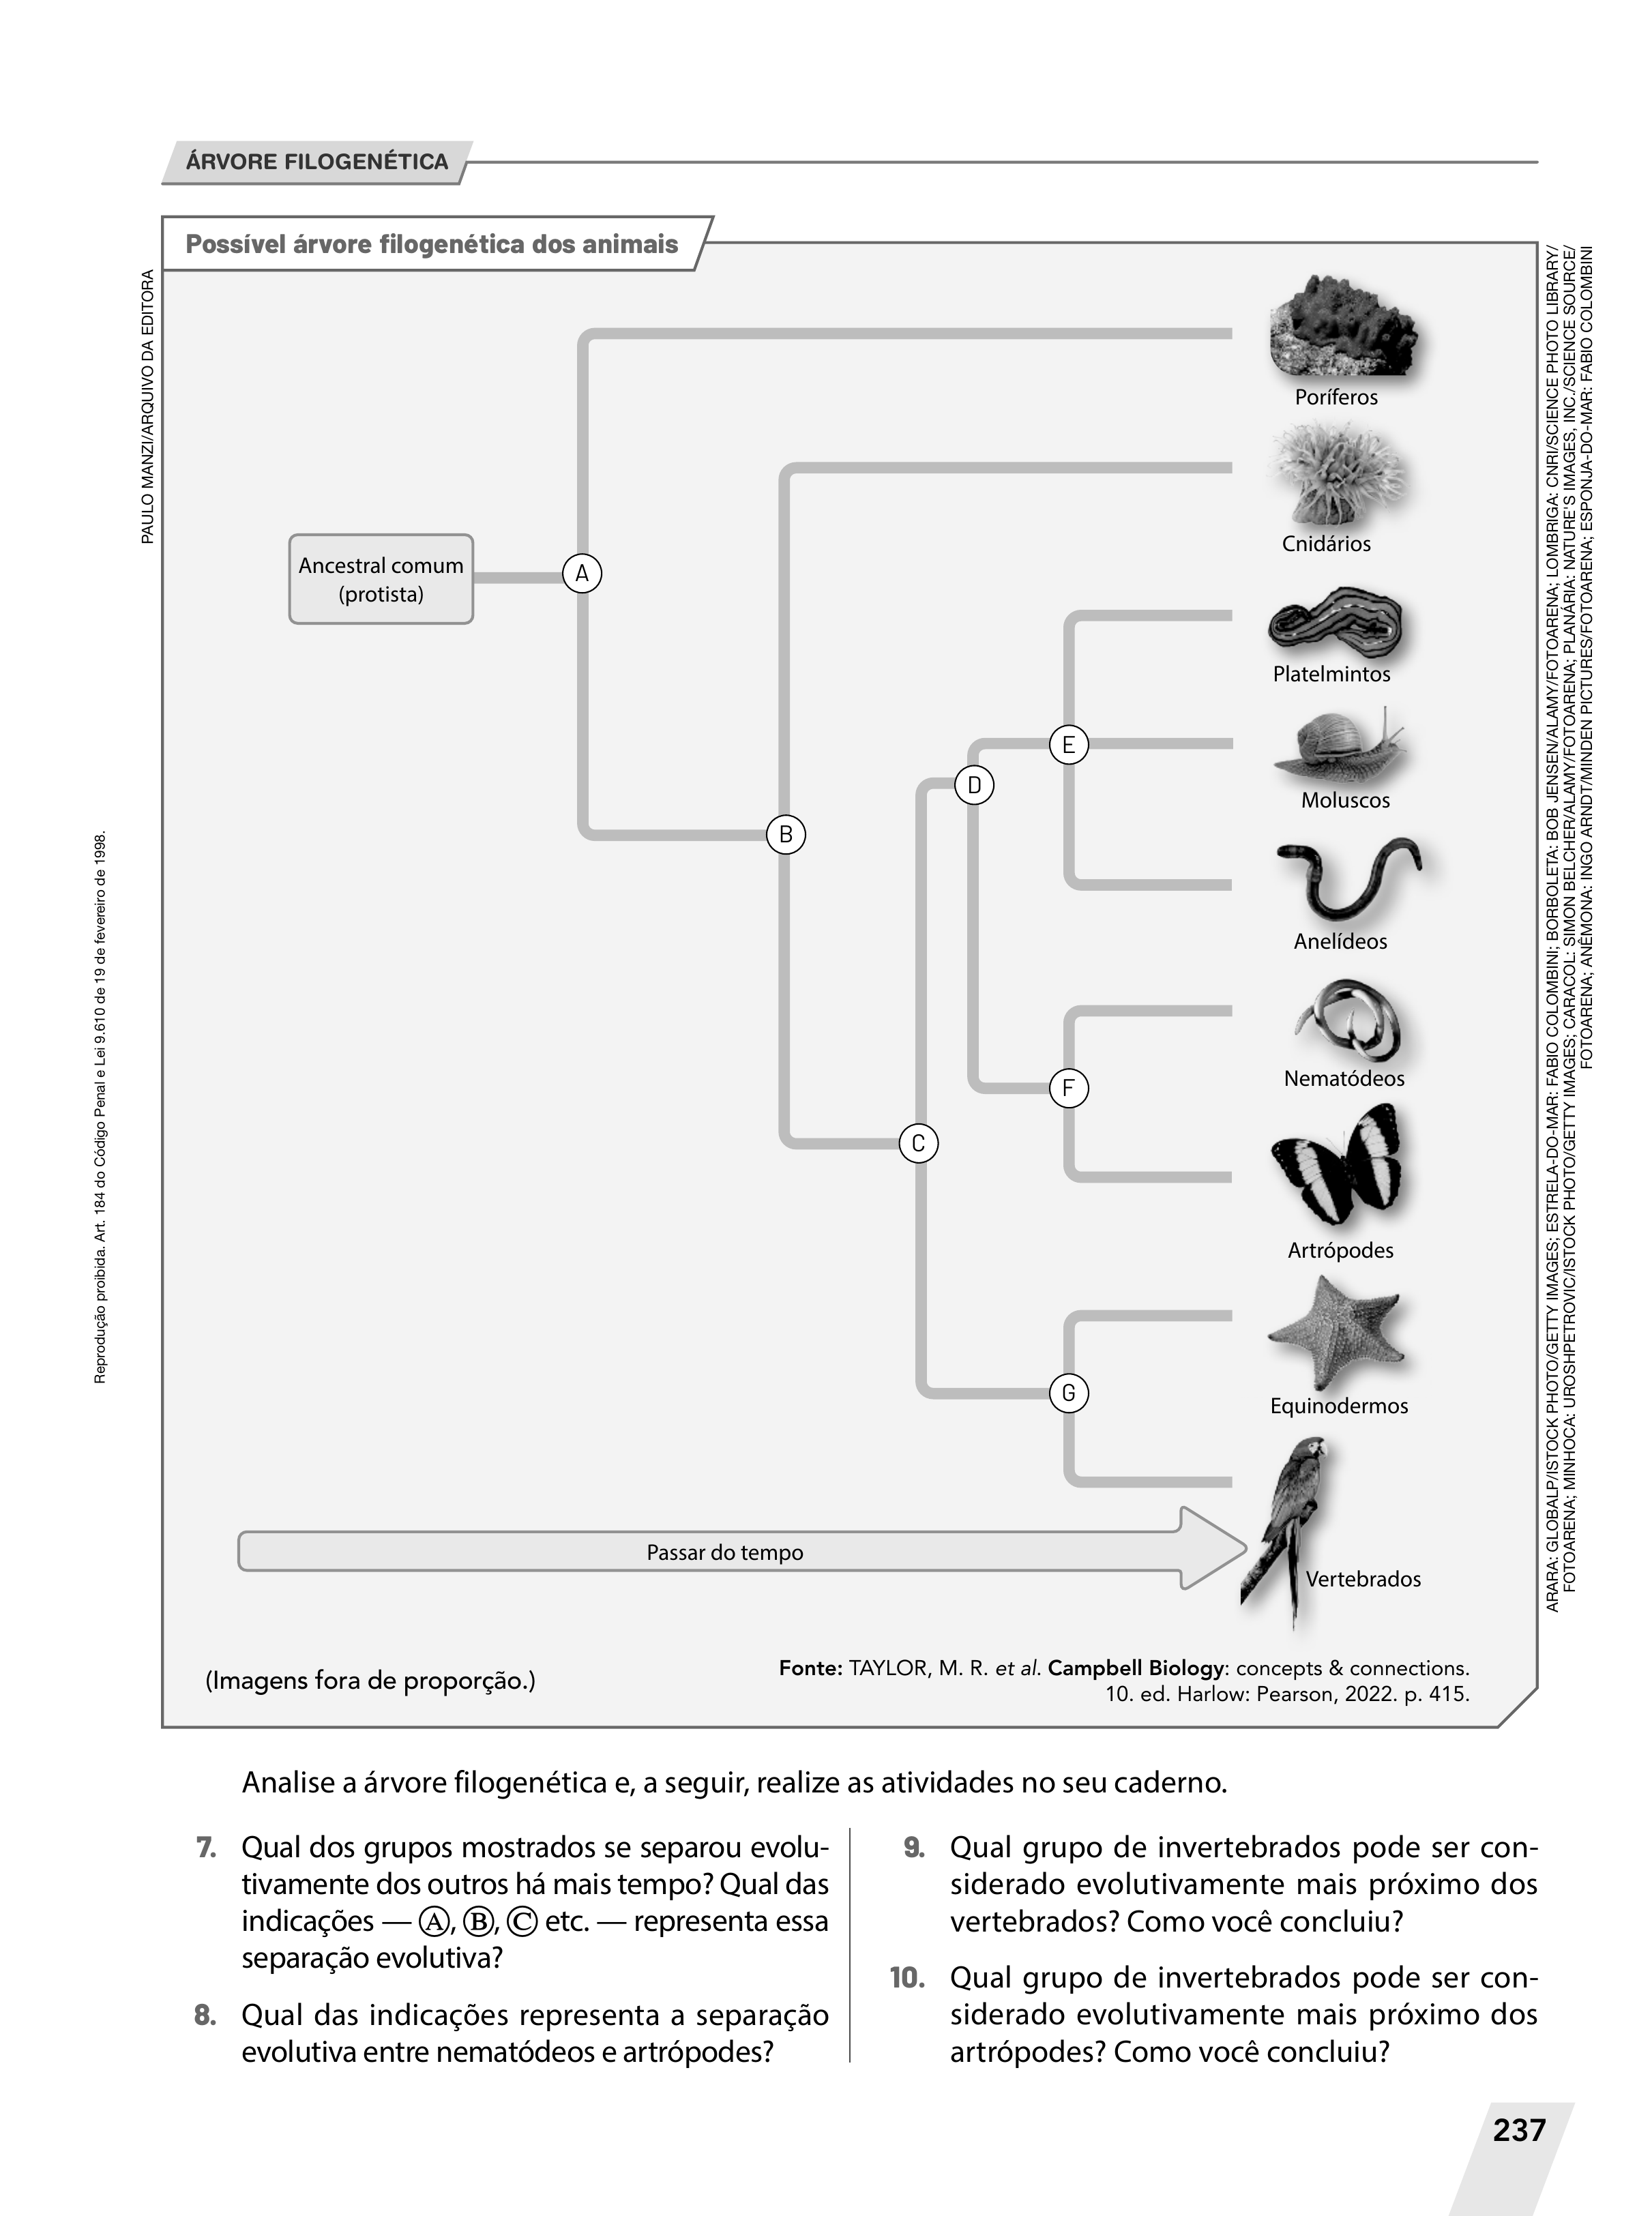 ÁRVORE FILOGENÉTICA
Possível árvore filogenética dos animais
PAULO MANZI/ARQUIVO DA EDITORA
Poríferos
Cnidários
Ancestral comum
(protista)
A
Platelmintos
E
Moluscos
D
B
Anelídeos
Nematódeos
F
C
Artrópodes
G
Equinodermos
Passar do tempo
Vertebrados
(Imagens fora de proporção.)
Fonte: TAYLOR, M. R. et al. Campbell Biology: concepts & connections.
10. ed. Harlow: Pearson, 2022. p. 415.
ARARA: GLOBALP/ISTOCK PHOTO/GETTY IMAGES; ESTRELA-DO-MAR: FABIO COLOMBINI; BORBOLETA: BOB JENSEN/ALAMY/FOTOARENA; LOMBRIGA: CNRI/SCIENCE PHOTO LIBRARY/
FOTOARENA; MINHOCA: UROSHPETROVIC/ISTOCK PHOTO/GETTY IMAGES; CARACOL: SIMON BELCHER/ALAMY/FOTOARENA; PLANÁRIA: NATURE'S IMAGES, INC./SCIENCE SOURCE/
FOTOARENA; ANÊMONA: INGO ARNDT/MINDEN PICTURES/FOTOARENA; ESPONJA-DO-MAR: FABIO COLOMBINI
Reprodução proibida. Art. 184 do Código Penal e Lei 9.610 de 19 de fevereiro de 1998.
Analise a árvore filogenética e, a seguir, realize as atividades no seu caderno.
7. Qual dos grupos mostrados se separou evolu-
tivamente dos outros há mais tempo? Qual das
indicações — Ⓐ, Ⓑ, Ⓒ etc. — representa essa
separação evolutiva?
8. Qual das indicações representa a separação
evolutiva entre nematódeos e artrópodes?
9. Qual grupo de invertebrados pode ser con-
siderado evolutivamente mais próximo dos
vertebrados? Como você concluiu?
10. Qual grupo de invertebrados pode ser con-
siderado evolutivamente mais próximo dos
artrópodes? Como você concluiu?
237